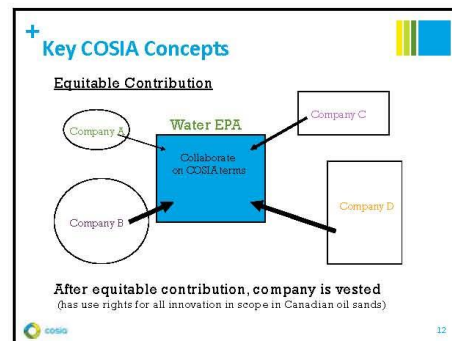 +
Key COSIA Concepts
Equitable Contribution
Company A
Water EPA
Company C
Collaborate
on COSIA terms
Company B
Company D
After equitable contribution, company is vested
(has use rights for all innovation in scope in Canadian oil sands)
cosia
12